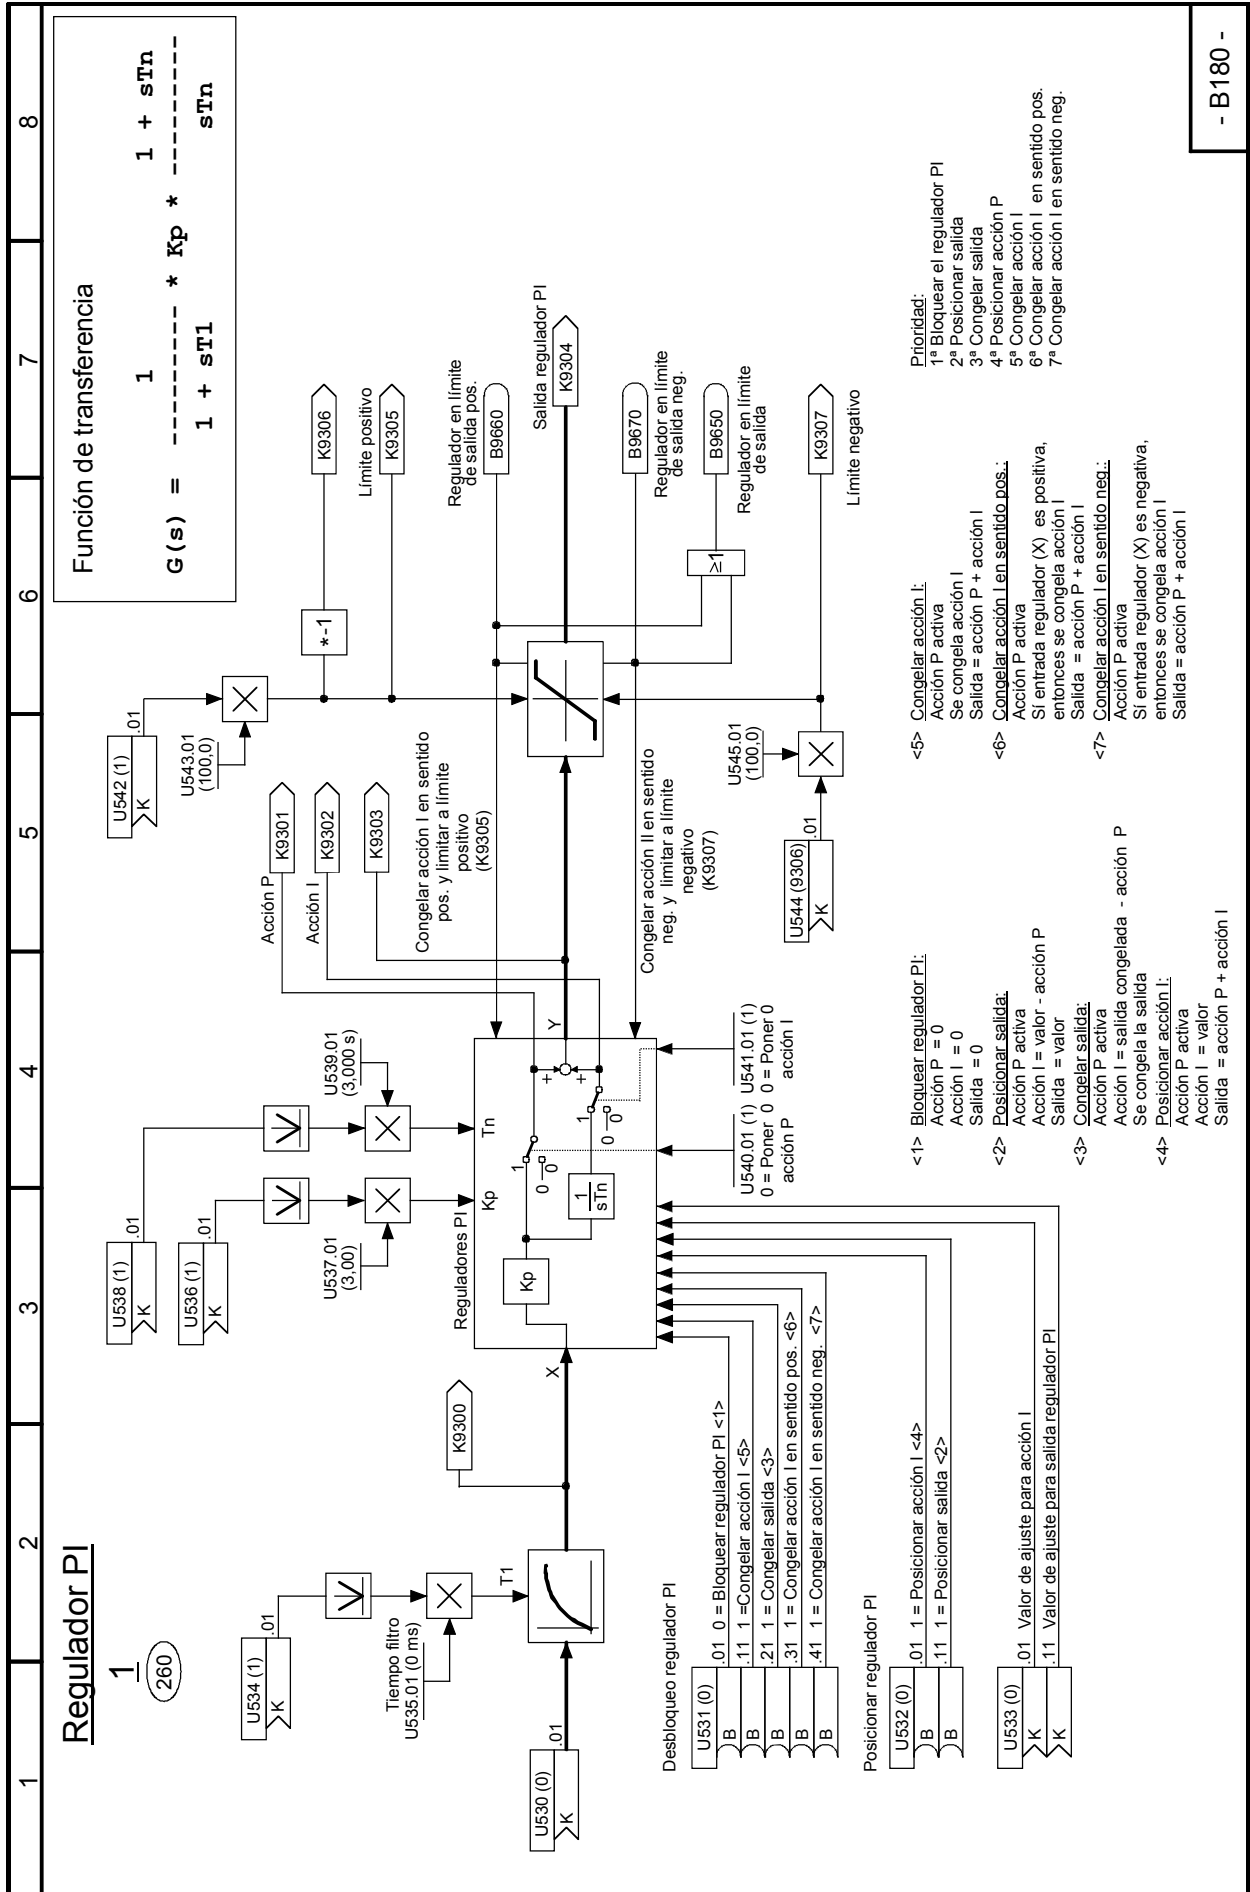 1 2 3 4 5 6 7 8
Regulador PI
1
260
Función de transferencia
1 1 + sTn
G(s) = -------- * Kp * ---------
1 + sT1 sTn
U534 (1)
K
.01
Tiempo filtro
U535.01 (0 ms)
T1
U530 (0)
K
.01
K9300
X
U538 (1)
K
.01
U536 (1)
K
.01
U537.01
(3,00)
U539.01
(3,000 s)
Reguladores PI
Kp
Tn
Kp
1
sTn
1
0
0
1
0
0
+
+
Y
U540.01 (1)
0 = Poner 0
acción P
U541.01 (1)
0 = Poner 0
acción I
Acción P
K9301
Acción I
K9302
K9303
Congelar acción I en sentido
pos. y limitar a límite
positivo
(K9305)
Congelar acción II en sentido
neg. y limitar a límite
negativo
(K9307)
U542 (1)
K
.01
U543.01
(100,0)
U545.01
(100,0)
U544 (9306)
K
.01
*-1
≥1
K9306
Límite positivo
K9305
Regulador en límite
de salida pos.
B9660
Salida regulador PI
K9304
B9670
Regulador en límite
de salida neg.
B9650
Regulador en límite
de salida
K9307
Límite negativo
Desbloqueo regulador PI
U531 (0)
B .01 0 = Bloquear regulador PI <1>
B .11 1 =Congelar acción I <5>
B .21 1 = Congelar salida <3>
B .31 1 = Congelar acción I en sentido pos. <6>
B .41 1 = Congelar acción I en sentido neg. <7>
Posicionar regulador PI
U532 (0)
B .01 1 = Posicionar acción I <4>
B .11 1 = Posicionar salida <2>
U533 (0)
K .01 Valor de ajuste para acción I
K .11 Valor de ajuste para salida regulador PI
<1> Bloquear regulador PI:
Acción P = 0
Acción I = 0
Salida = 0
<2> Posicionar salida:
Acción P activa
Acción I = valor - acción P
Salida = valor
<3> Congelar salida:
Acción P activa
Acción I = salida congelada - acción P
Se congela la salida
<4> Posicionar acción I:
Acción P activa
Acción I = valor
Salida = acción P + acción I
<5> Congelar acción I:
Acción P activa
Se congela acción I
Salida = acción P + acción I
<6> Congelar acción I en sentido pos.:
Acción P activa
Sí entrada regulador (X) es positiva,
entonces se congela acción I
Salida = acción P + acción I
<7> Congelar acción I en sentido neg.:
Acción P activa
Sí entrada regulador (X) es negativa,
entonces se congela acción I
Salida = acción P + acción I
Prioridad:
1ª Bloquear el regulador PI
2ª Posicionar salida
3ª Congelar salida
4ª Posicionar acción P
5ª Congelar acción I
6ª Congelar acción I en sentido pos.
7ª Congelar acción I en sentido neg.
- B180 -